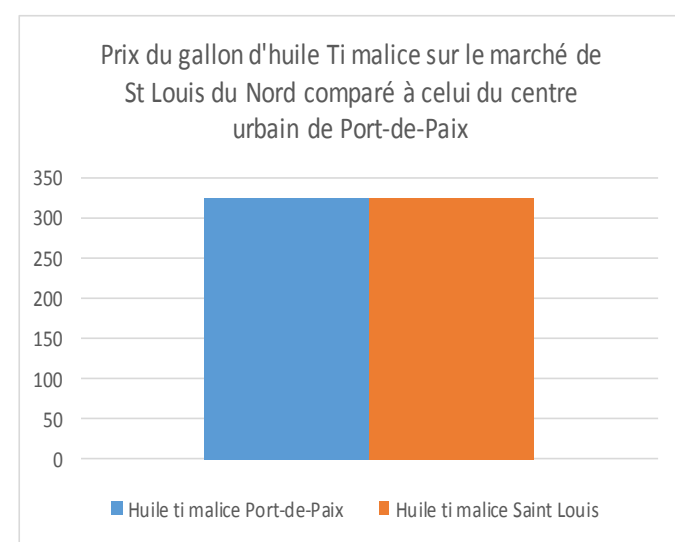 Prix du gallon d'huile Ti malice sur le marché de
St Louis du Nord comparé à celui du centre
urbain de Port-de-Paix
350
300
250
200
150
100
50
0
Huile ti malice Port-de-Paix
Huile ti malice Saint Louis